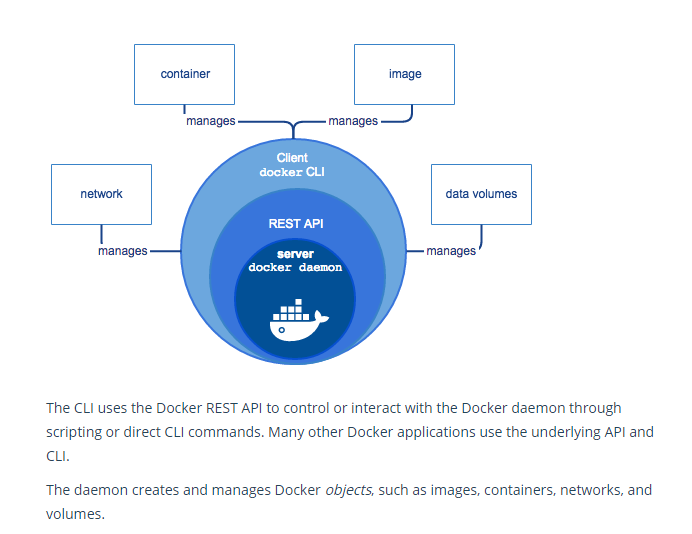 container
image
manages
manages
Client
docker CLI
network
data volumes
REST API
manages
server
manages
docker daemon
The CLI uses the Docker REST API to control or interact with the Docker daemon through
scripting or direct CLI commands. Many other Docker applications use the underlying API and
CLI.
The daemon creates and manages Docker objects, such as images, containers, networks, and
volumes.